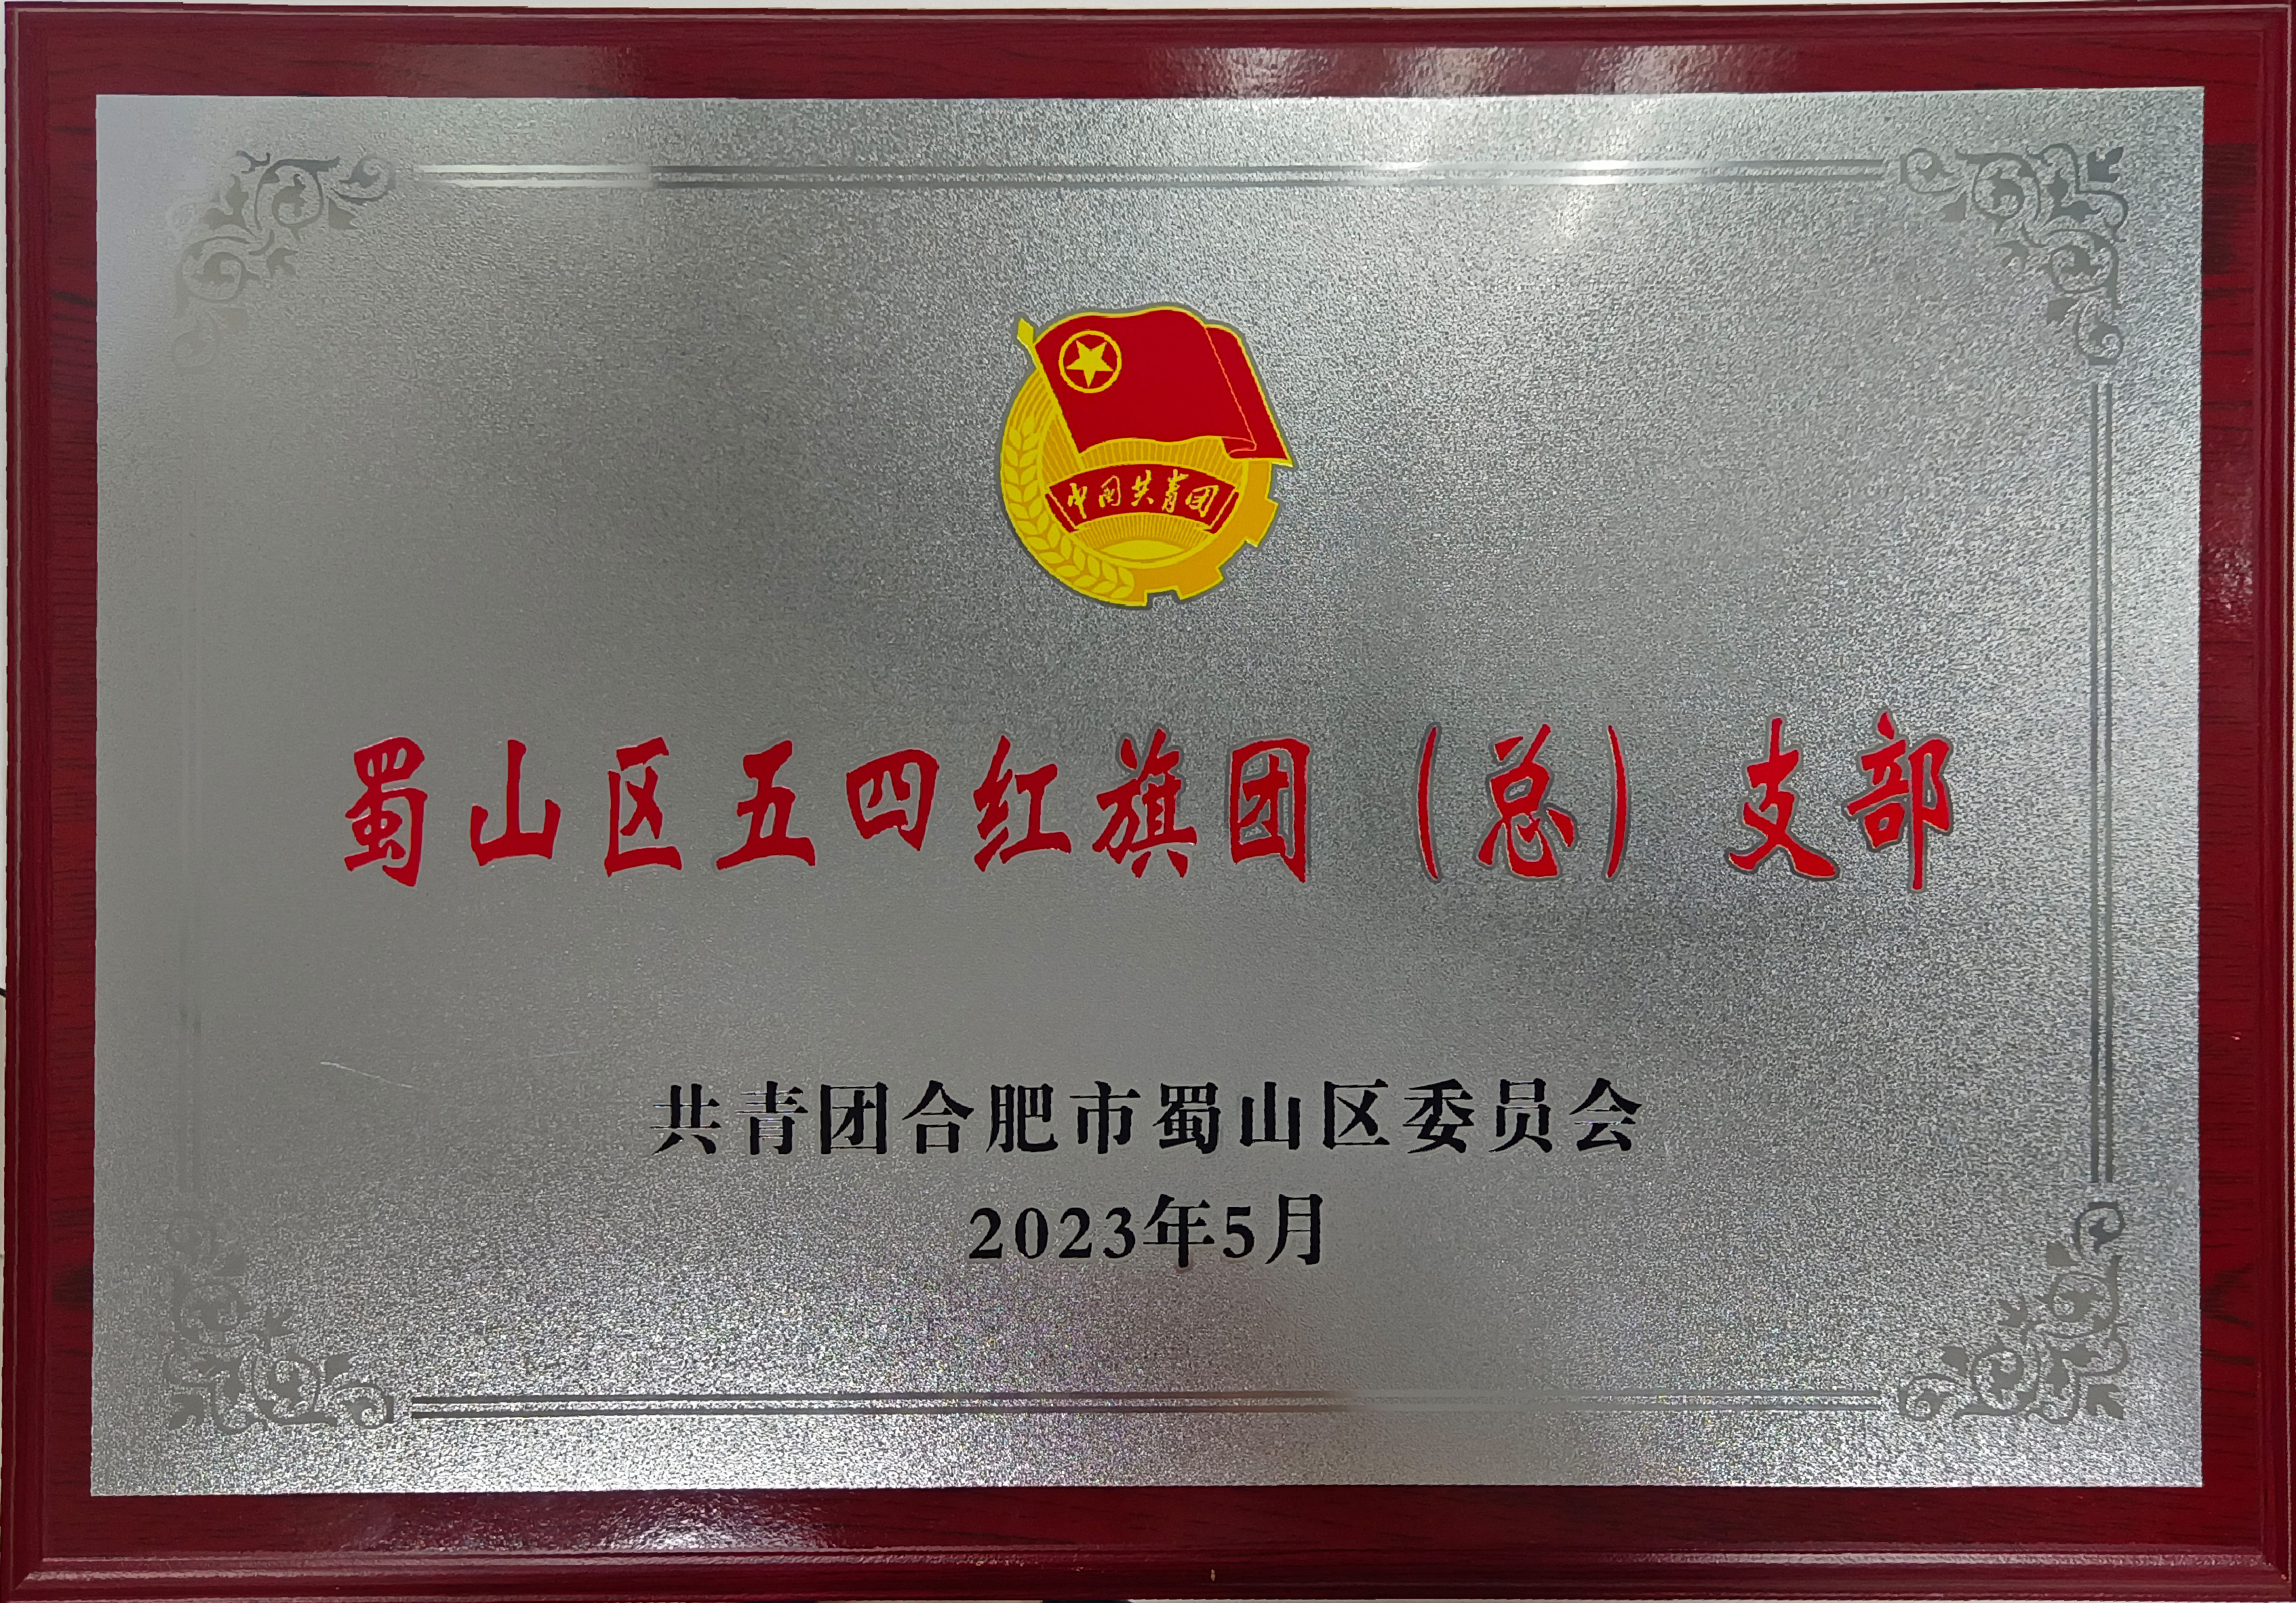 中国共青团
蜀山区五四红旗团（总）支部
共青团合肥市蜀山区委员会
2023年5月